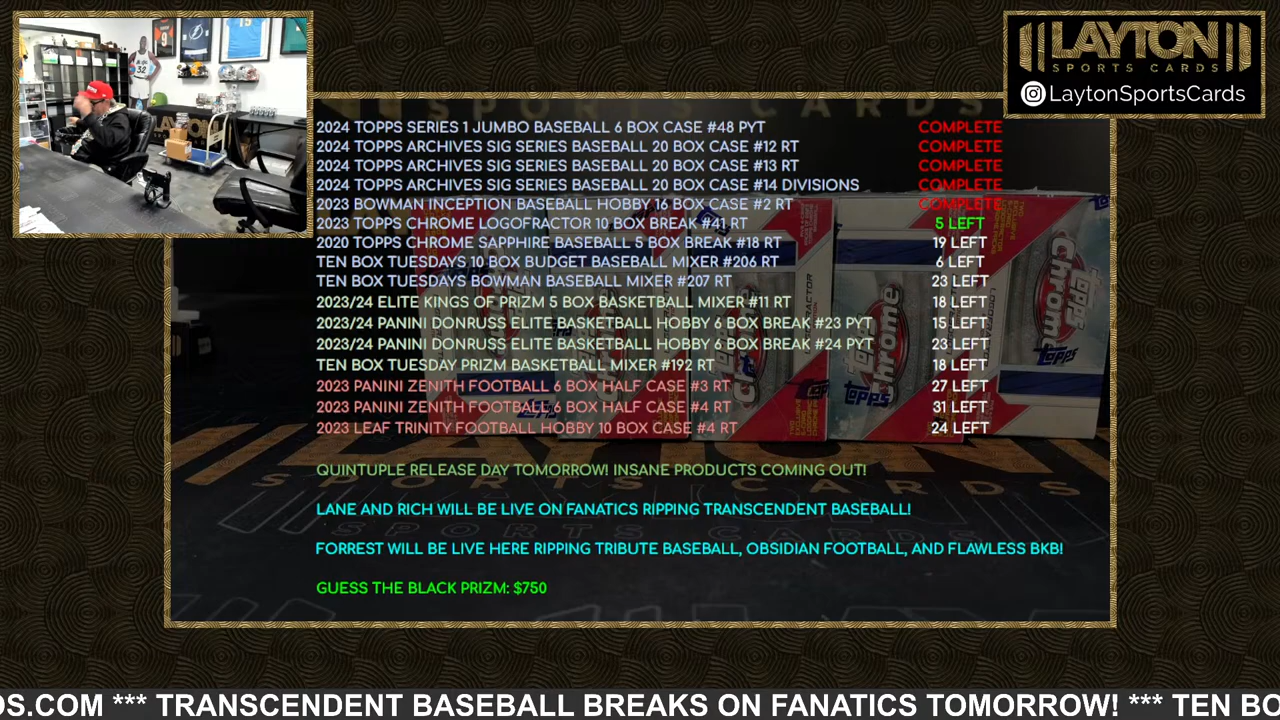 LAYTON
SPORTS CARDS
LaytonSportsCards
2024 TOPPS SERIES 1 JUMBO BASEBALL 6 BOX CASE #48 PYT COMPLETE
2024 TOPPS ARCHIVES SIG SERIES BASEBALL 20 BOX CASE #12 RT COMPLETE
2024 TOPPS ARCHIVES SIG SERIES BASEBALL 20 BOX CASE #13 RT COMPLETE
2024 TOPPS ARCHIVES SIG SERIES BASEBALL 20 BOX CASE #14 DIVISIONS COMPLETE
2023 BOWMAN INCEPTION BASEBALL HOBBY 16 BOX CASE #2 RT COMPLETE
2023 TOPPS CHROME LOGOFRACTOR 10 BOX BREAK #41 RT 5 LEFT
2020 TOPPS CHROME SAPPHIRE BASEBALL 5 BOX BREAK #18 RT 19 LEFT
TEN BOX TUESDAYS 10 BOX BUDGET BASEBALL MIXER #206 RT 6 LEFT
TEN BOX TUESDAYS BOWMAN BASEBALL MIXER #207 RT 23 LEFT
2023/24 ELITE KINGS OF PRIZM 5 BOX BASKETBALL MIXER #11 RT 18 LEFT
2023/24 PANINI DONRUSS ELITE BASKETBALL HOBBY 6 BOX BREAK #23 PYT 15 LEFT
2023/24 PANINI DONRUSS ELITE BASKETBALL HOBBY 6 BOX BREAK #24 PYT 23 LEFT
TEN BOX TUESDAY PRIZM BASKETBALL MIXER #192 RT 18 LEFT
2023 PANINI ZENITH FOOTBALL 6 BOX HALF CASE #3 RT 27 LEFT
2023 PANINI ZENITH FOOTBALL 6 BOX HALF CASE #4 RT 31 LEFT
2023 LEAF TRINITY FOOTBALL HOBBY 10 BOX CASE #4 RT 24 LEFT
QUINTUPLE RELEASE DAY TOMORROW! INSANE PRODUCTS COMING OUT!
LANE AND RICH WILL BE LIVE ON FANATICS RIPPING TRANSCENDENT BASEBALL!
FORREST WILL BE LIVE HERE RIPPING TRIBUTE BASEBALL, OBSIDIAN FOOTBALL, AND FLAWLESS BKB!
GUESS THE BLACK PRIZM: $750
DS.COM *** TRANSCENDENT BASEBALL BREAKS ON FANATICS TOMORROW! *** TEN BO